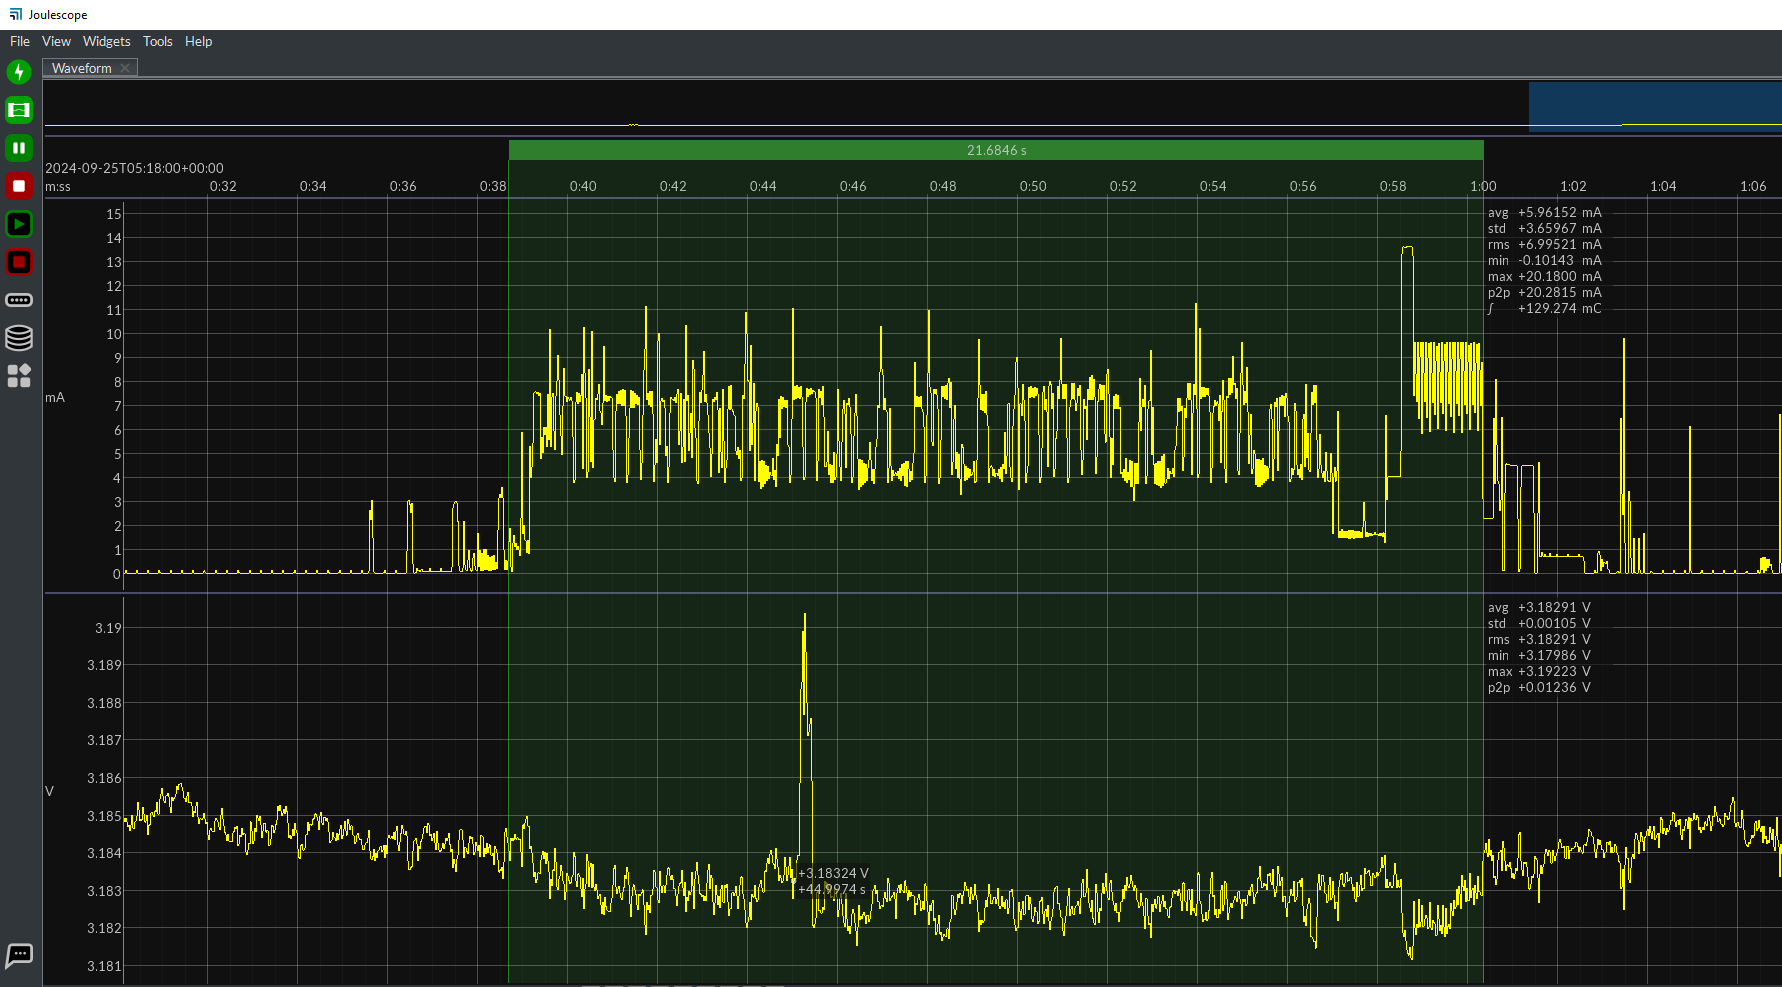 Joulescope
File View Widgets Tools Help
Waveform
21.6846 s
2024-09-25T05:18:00+00:00
m:ss 0:32 0:34 0:36 0:38 0:40 0:42 0:44 0:46 0:48 0:50 0:52 0:54 0:56 0:58 1:00 1:02 1:04 1:06
15
14
13
12
11
10
9
8
7
6
5
4
3
2
1
0
mA
avg +5.96152 mA
std +3.65967 mA
rms +6.99521 mA
min -0.10143 mA
max +20.1800 mA
p2p +20.2815 mA
∫ +129.274 mC
3.19
3.189
3.188
3.187
3.186
3.185
3.184
3.183
3.182
3.181
V
avg +3.18291 V
std +0.00105 V
rms +3.18291 V
min +3.17986 V
max +3.19223 V
p2p +0.01236 V
+3.18324 V
+44.9974 s